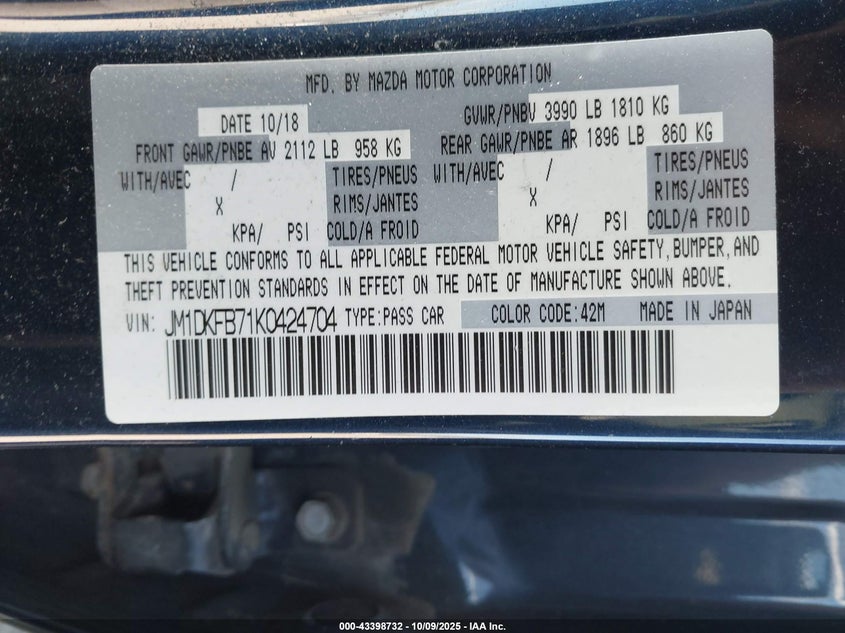 MFD. BY MAZDA MOTOR CORPORATION
DATE 10/18 GVWR/PNBV 3990 LB 1810 KG
FRONT GAWR/PNBE AV 2112 LB 958 KG REAR GAWR/PNBE AR 1896 LB 860 KG
WITH/AVEC / TIRES/PNEUS WITH/AVEC / TIRES/PNEUS
X RIMS/JANTES X RIMS/JANTES
KPA/ PSI COLD/A FROID KPA/ PSI COLD/A FROID
THIS VEHICLE CONFORMS TO ALL APPLICABLE FEDERAL MOTOR VEHICLE SAFETY, BUMPER, AND
THEFT PREVENTION STANDARDS IN EFFECT ON THE DATE OF MANUFACTURE SHOWN ABOVE.
VIN: JM1DKFB71K0424704 TYPE:PASS CAR COLOR CODE:42M MADE IN JAPAN
000-43398732 - 10/09/2025 - IAA Inc.